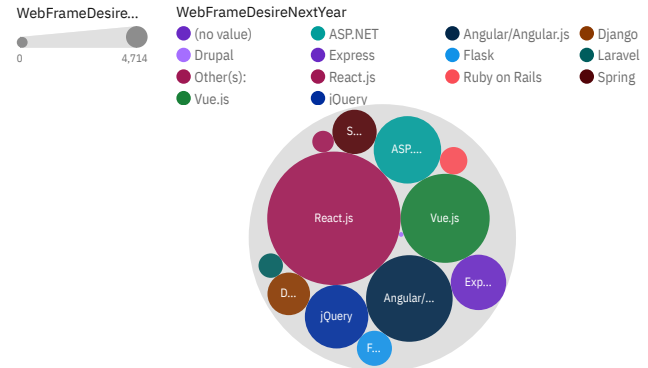 WebFrameDesire...
0 4,714
WebFrameDesireNextYear
(no value) ASP.NET Angular/Angular.js Django
Drupal Express Flask Laravel
Other(s): React.js Ruby on Rails Spring
Vue.js jQuery
S...
ASP....
React.js
Vue.js
D...
jQuery
Angular/...
Exp...
F...